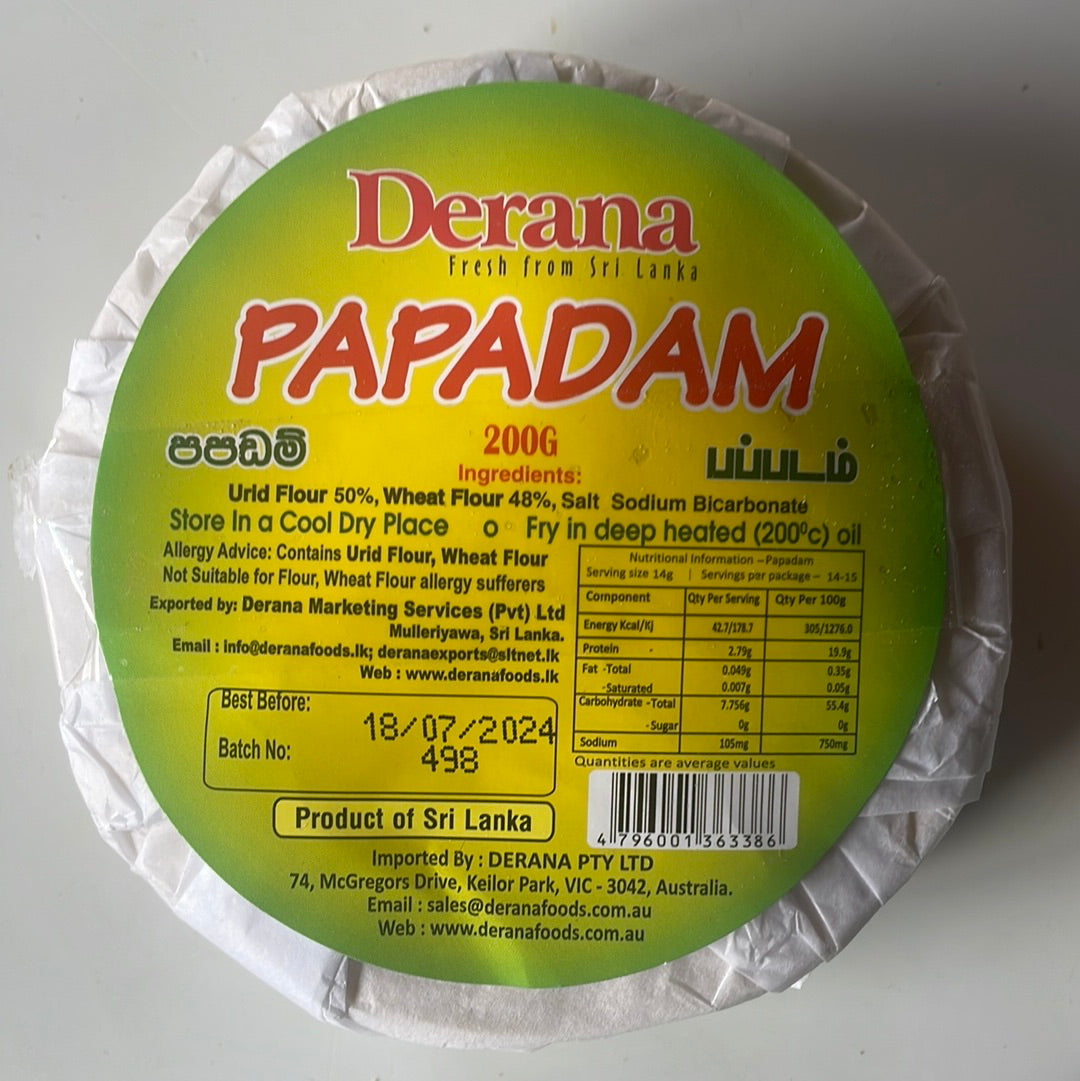 Derana
Fresh from Sri Lanka
PAPADAM
පපඩම්
200G
பப்படம்
Ingredients:
Urid Flour 50%, Wheat Flour 48%, Salt Sodium Bicarbonate
Store In a Cool Dry Place o Fry in deep heated (200⁰c) oil
Allergy Advice: Contains Urid Flour, Wheat Flour
Not Suitable for Flour, Wheat Flour allergy sufferers
Exported by: Derana Marketing Services (Pvt) Ltd
Mulleriyawa, Sri Lanka.
Email : info@deranafoods.lk; deranaexports@sltnet.lk
Web : www.deranafoods.lk
Nutritional Information – Papadam
Serving size 14g | Servings per package – 14-15
Component Qty Per Serving Qty Per 100g
Energy Kcal/Kj 42.7/178.7 305/1276.0
Protein - 2.79g 19.9g
Fat -Total 0.049g 0.35g
-Saturated 0.007g 0.05g
Carbohydrate -Total 7.756g 55.4g
-Sugar 0g 0g
Sodium 105mg 750mg
Quantities are average values
Best Before: 18/07/2024
Batch No: 498
4 796001 363386
Product of Sri Lanka
Imported By : DERANA PTY LTD
74, McGregors Drive, Keilor Park, VIC - 3042, Australia.
Email : sales@deranafoods.com.au
Web : www.deranafoods.com.au